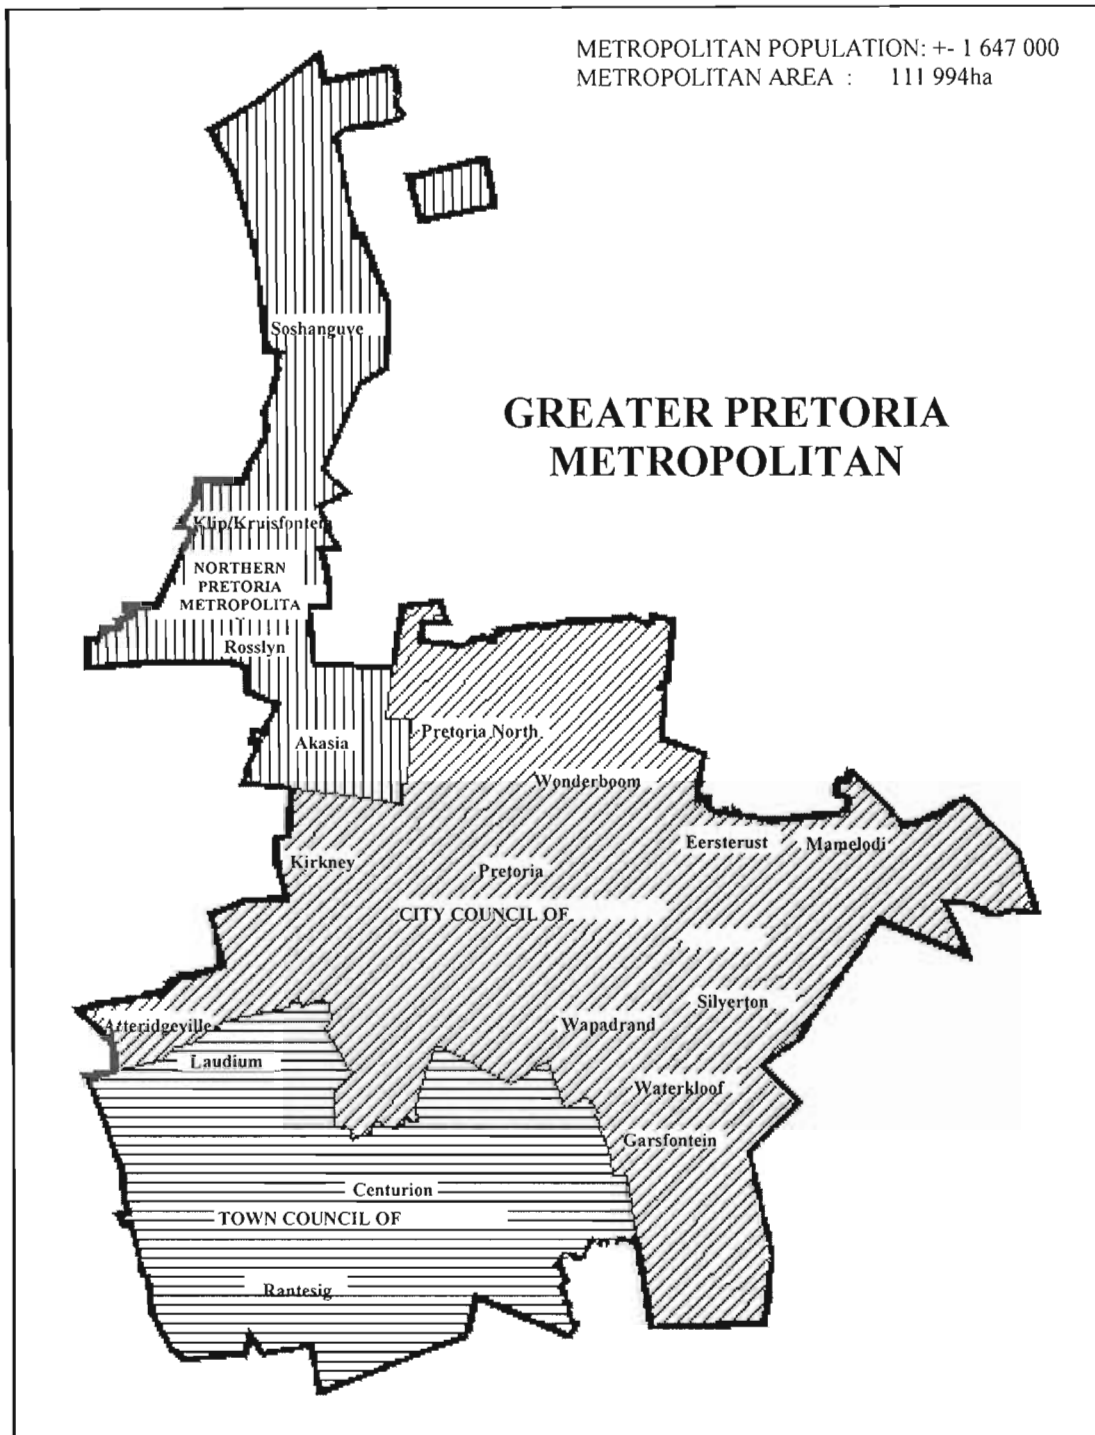 METROPOLITAN POPULATION: +- 1 647 000
METROPOLITAN AREA : 111 994ha
Soshanguve
GREATER PRETORIA
METROPOLITAN
Klip/Kruisfontein
NORTHERN
PRETORIA
METROPOLITA
Rosslyn
Pretoria North
Akasia
Wonderboom
Eersterust
Mamelodi
Kirkney
Pretoria
CITY COUNCIL OF
Silverton
Atteridgeville
Wapadrand
Laudium
Waterkloof
Garsfontein
Centurion
TOWN COUNCIL OF
Rantesig